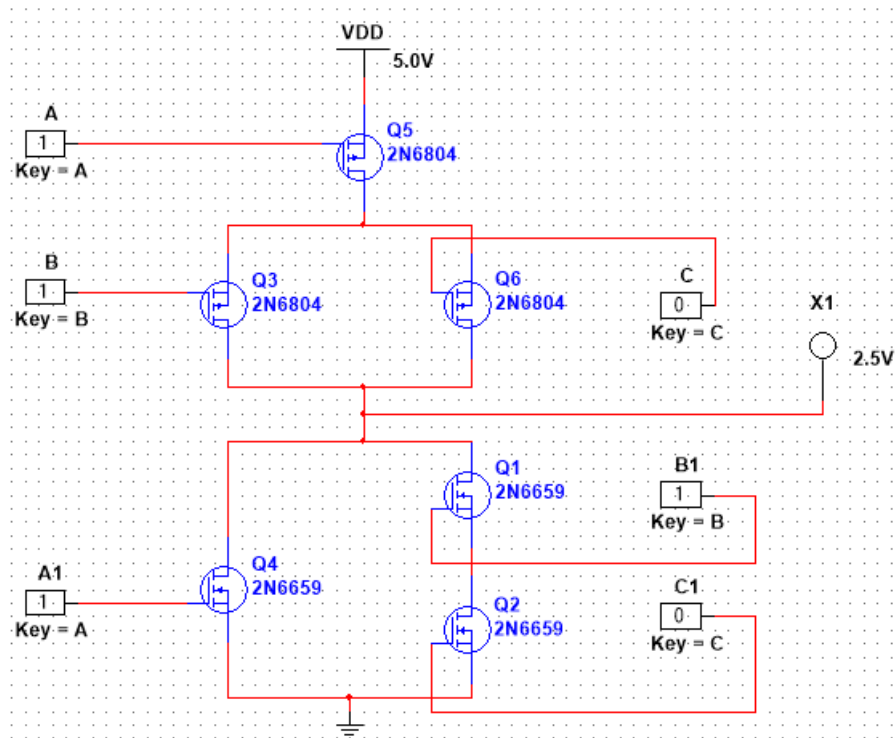 VDD
5.0V
A
1
Key = A
Q5
2N6804
B
1
Key = B
Q3
2N6804
Q6
2N6804
C
0
Key = C
X1
2.5V
Q1
2N6659
B1
1
Key = B
A1
1
Key = A
Q4
2N6659
Q2
2N6659
C1
0
Key = C